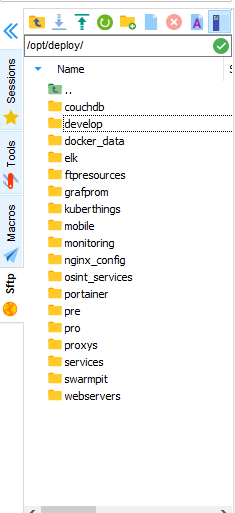 /opt/deploy/
Name
S
..
couchdb
develop
docker_data
elk
ftpresources
grafprom
kuberthings
mobile
monitoring
nginx_config
osint_services
portainer
pre
pro
proxys
services
swarmpit
webservers
Sessions
Tools
Macros
Sftp
A